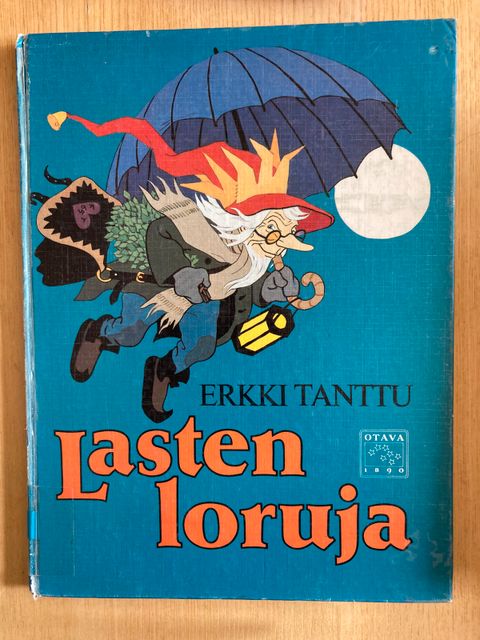 ERKKI TANTTU
Lasten
loruja
OTAVA
1890